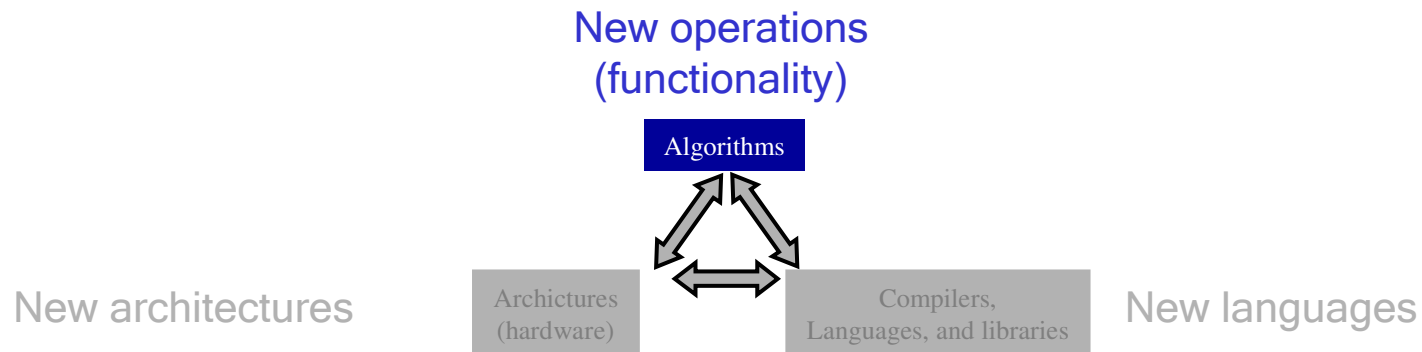 New operations
(functionality)
Algorithms
New architectures
Archictures
(hardware)
Compilers,
Languages, and libraries
New languages